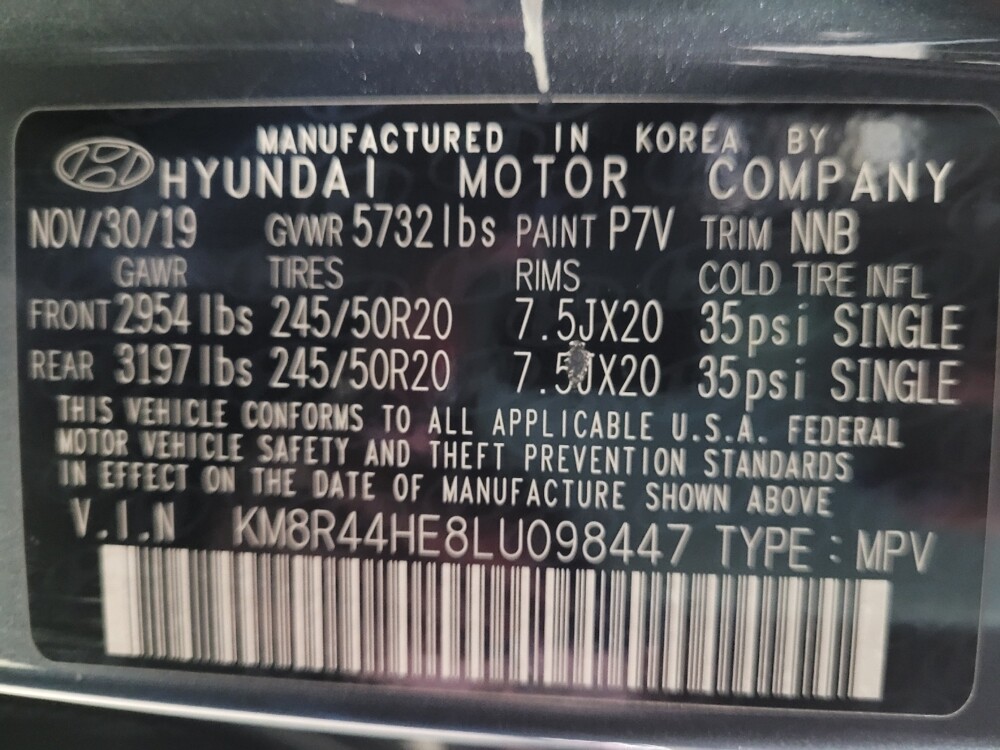 MANUFACTURED IN KOREA BY
HYUNDAI MOTOR COMPANY
NOV/30/19 GVWR 5732 lbs PAINT P7V TRIM NNB
GAWR TIRES RIMS COLD TIRE INFL
FRONT 2954 lbs 245/50R20 7.5JX20 35psi SINGLE
REAR 3197 lbs 245/50R20 7.5JX20 35psi SINGLE
THIS VEHICLE CONFORMS TO ALL APPLICABLE U.S.A. FEDERAL
MOTOR VEHICLE SAFETY AND THEFT PREVENTION STANDARDS
IN EFFECT ON THE DATE OF MANUFACTURE SHOWN ABOVE
V.I.N KM8R44HE8LU098447 TYPE : MPV